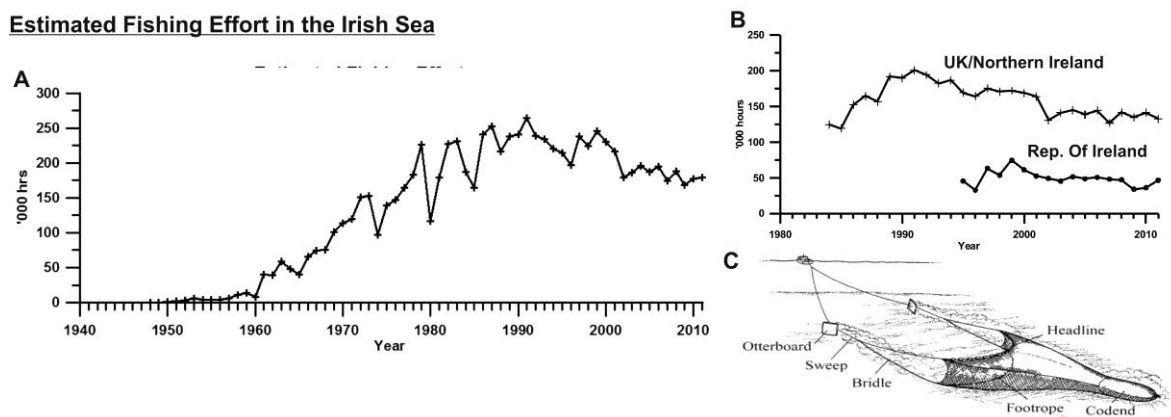 Estimated Fishing Effort in the Irish Sea
A
'000 hrs
300
250
200
150
100
50
0
1940
1950
1960
1970
1980
1990
2000
2010
Year
B
'000 hours
250
200
150
100
50
0
UK/Northern Ireland
Rep. Of Ireland
1980
1990
2000
2010
Year
C
Otterboard
Sweep
Bridle
Headline
Footrope
Codend